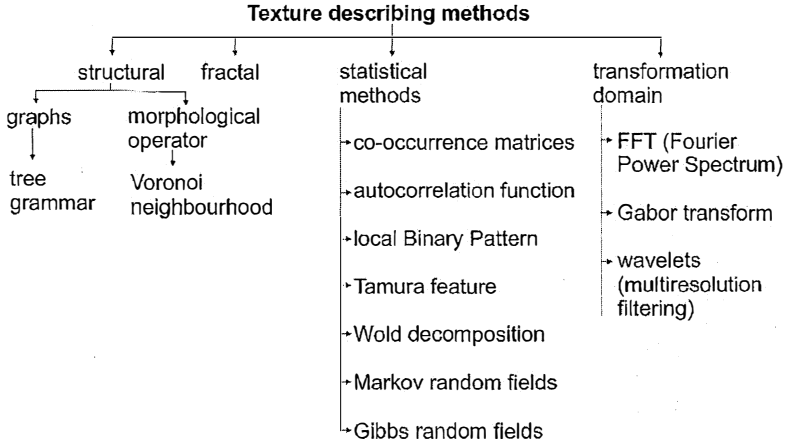 Texture describing methods
structural
fractal
statistical
methods
transformation
domain
graphs
tree
grammar
morphological
operator
Voronoi
neighbourhood
co-occurrence matrices
autocorrelation function
local Binary Pattern
Tamura feature
Wold decomposition
Markov random fields
Gibbs random fields
FFT (Fourier
Power Spectrum)
Gabor transform
wavelets
(multiresolution
filtering)